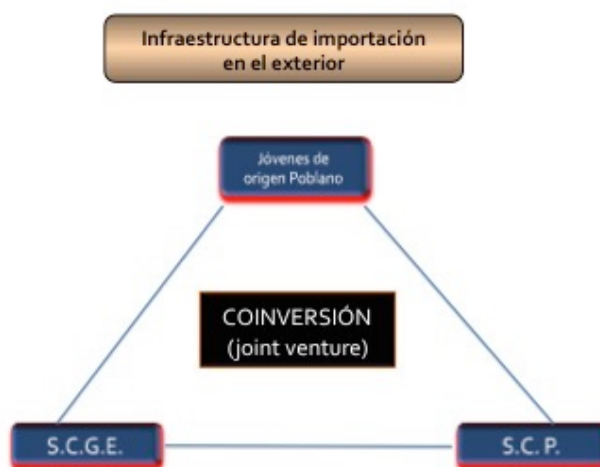 Infraestructura de importación
en el exterior
Jóvenes de
origen Poblano
COINVERSIÓN
(joint venture)
S.C.G.E.
S.C. P.